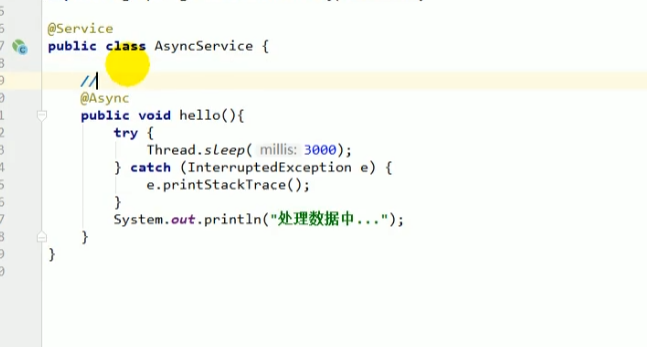 @Service
public class AsyncService {
//
@Async
public void hello(){
try {
Thread.sleep( millis: 3000);
} catch (InterruptedException e) {
e.printStackTrace();
}
System.out.println("处理数据中...");
}
}